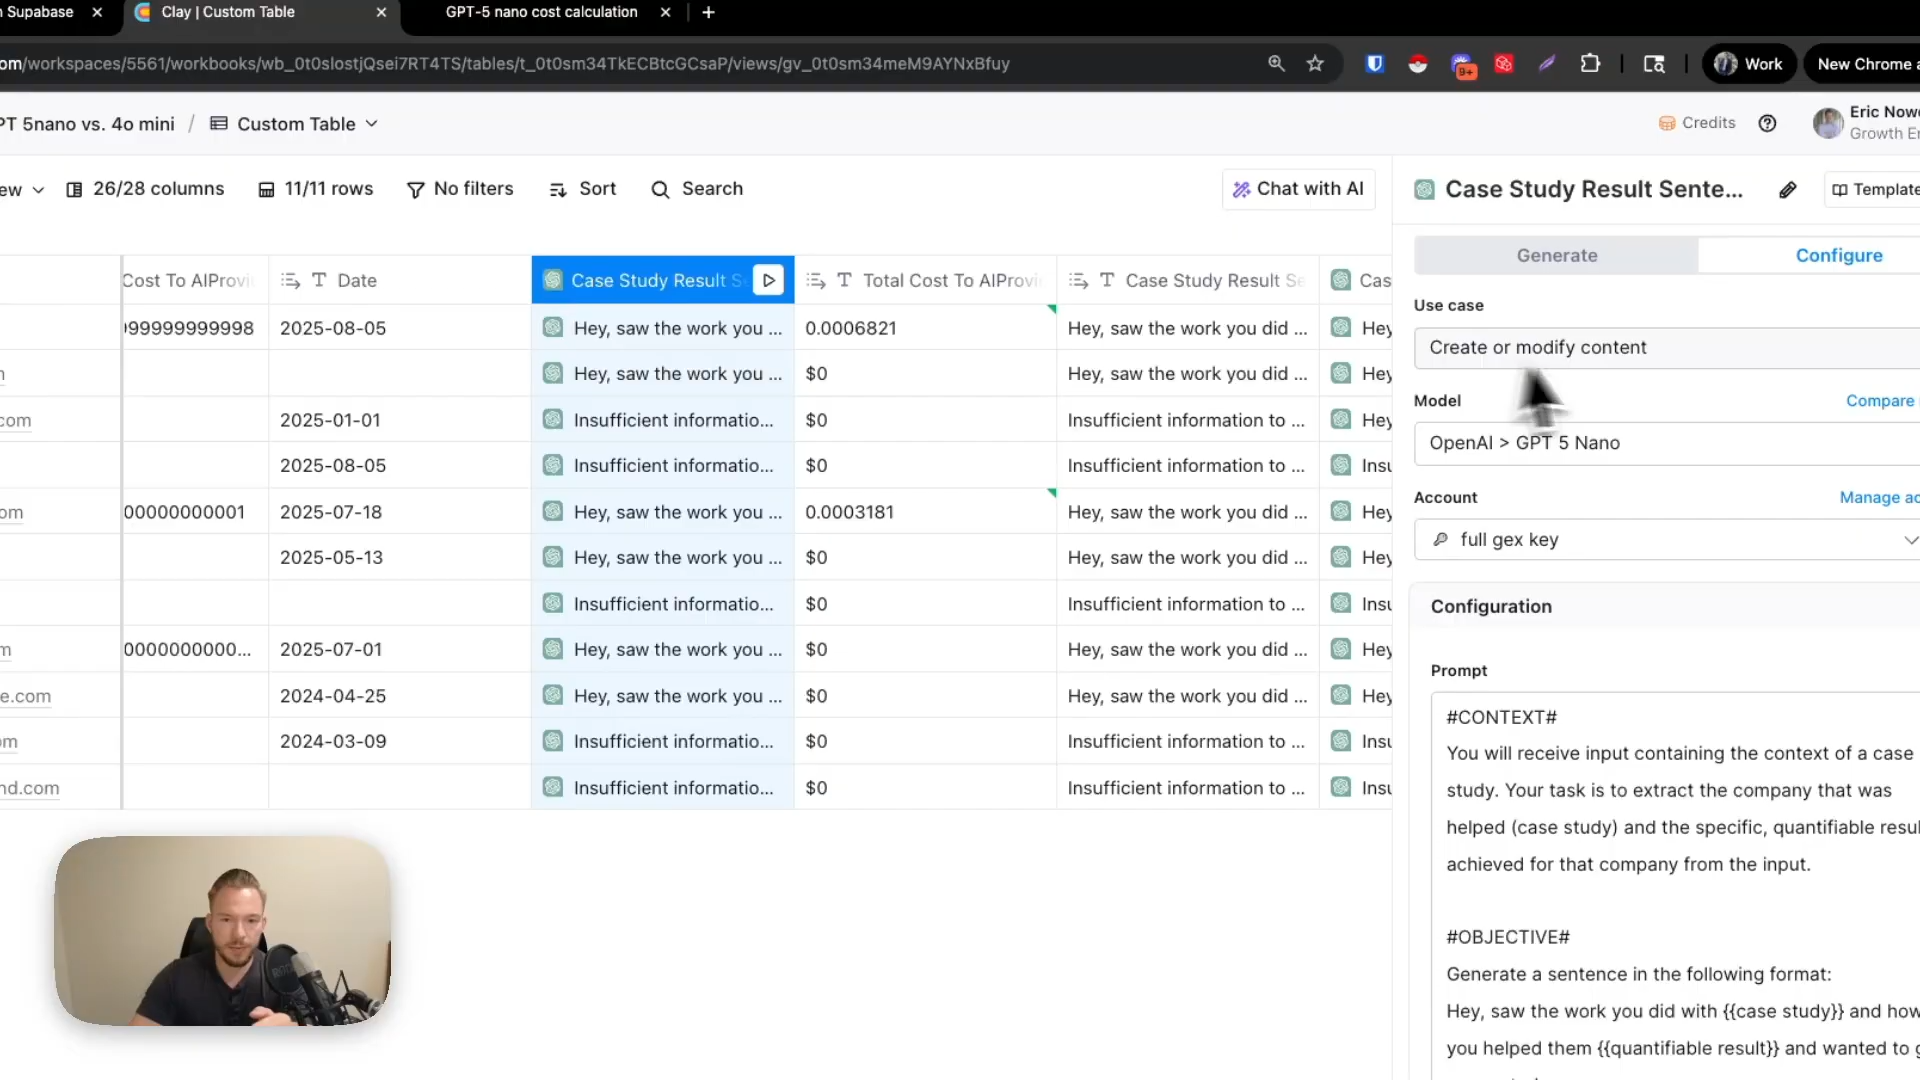 n Supabase
Clay | Custom Table
GPT-5 nano cost calculation
om/workspaces/5561/workbooks/wb_0t0slostjQsei7RT4TS/tables/t_0t0sm34TkECBtcGCsaP/views/gv_0t0sm34meM9AYNxBfuy
9+
Work
New Chrome a
PT 5nano vs. 4o mini / Custom Table
Credits
Eric Nowo
Growth En
ew
26/28 columns
11/11 rows
No filters
Sort
Search
Chat with AI
Case Study Result Sente...
Template
Cost To AIProvi
Date
Case Study Result S
Total Cost To AIProvi
Case Study Result Se
Cas
999999999998 2025-08-05 Hey, saw the work you ... 0.0006821 Hey, saw the work you did ... Hey
n Hey, saw the work you ... $0 Hey, saw the work you did ... Hey
com 2025-01-01 Insufficient informatio... $0 Insufficient information to ... Insu
2025-08-05 Insufficient informatio... $0 Insufficient information to ... Insu
om 00000000001 2025-07-18 Hey, saw the work you ... 0.0003181 Hey, saw the work you did ... Hey
2025-05-13 Hey, saw the work you ... $0 Hey, saw the work you did ... Hey
Insufficient informatio... $0 Insufficient information to ... Insu
m 0000000000... 2025-07-01 Hey, saw the work you ... $0 Hey, saw the work you did ... Hey
e.com 2024-04-25 Hey, saw the work you ... $0 Hey, saw the work you did ... Hey
om 2024-03-09 Insufficient informatio... $0 Insufficient information to ... Insu
nd.com Insufficient informatio... $0 Insufficient information to ... Insu
Generate
Configure
Use case
Create or modify content
Model
Compare
OpenAI > GPT 5 Nano
Account
Manage ac
full gex key
Configuration
Prompt
#CONTEXT#
You will receive input containing the context of a case
study. Your task is to extract the company that was
helped (case study) and the specific, quantifiable resul
achieved for that company from the input.
#OBJECTIVE#
Generate a sentence in the following format:
Hey, saw the work you did with {{case study}} and how
you helped them {{quantifiable result}} and wanted to g